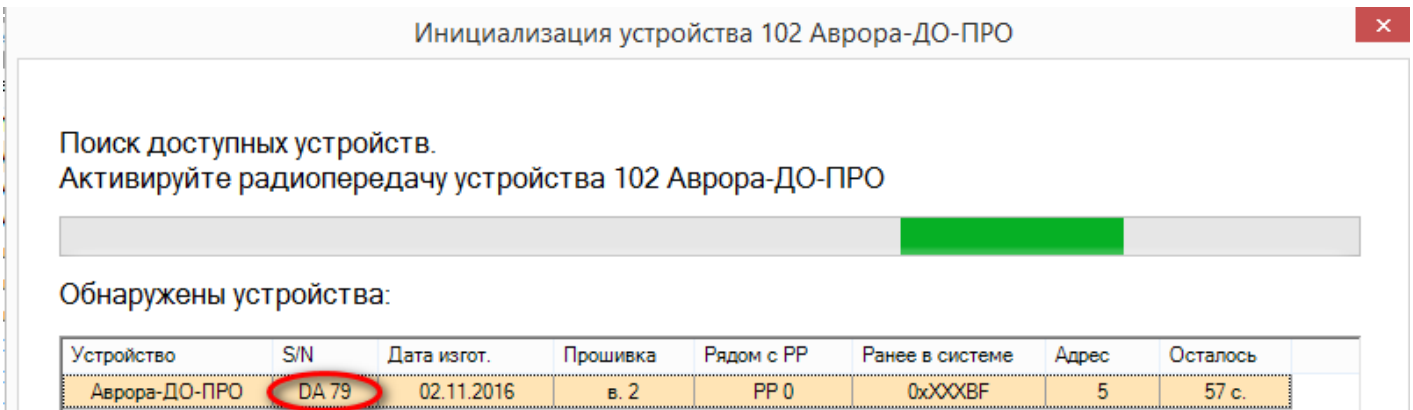 Инициализация устройства 102 Аврора-ДО-ПРО
Поиск доступных устройств.
Активируйте радиопередачу устройства 102 Аврора-ДО-ПРО
Обнаружены устройства:
Устройство S/N Дата изгот. Прошивка Рядом с РР Ранее в системе Адрес Осталось
Аврора-ДО-ПРО DA 79 02.11.2016 в. 2 РР 0 0xXXXBF 5 57 с.